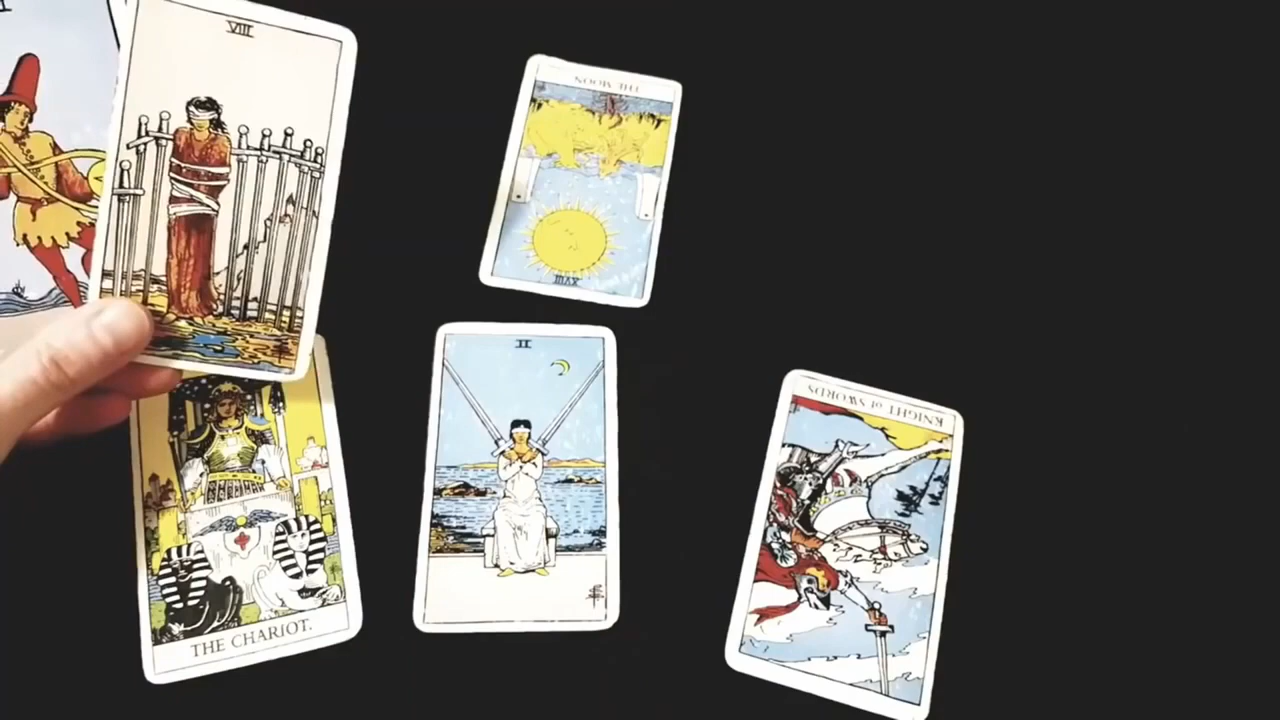 VIII
THE MOON
XVIII
II
KNIGHT of SWORDS
THE CHARIOT.